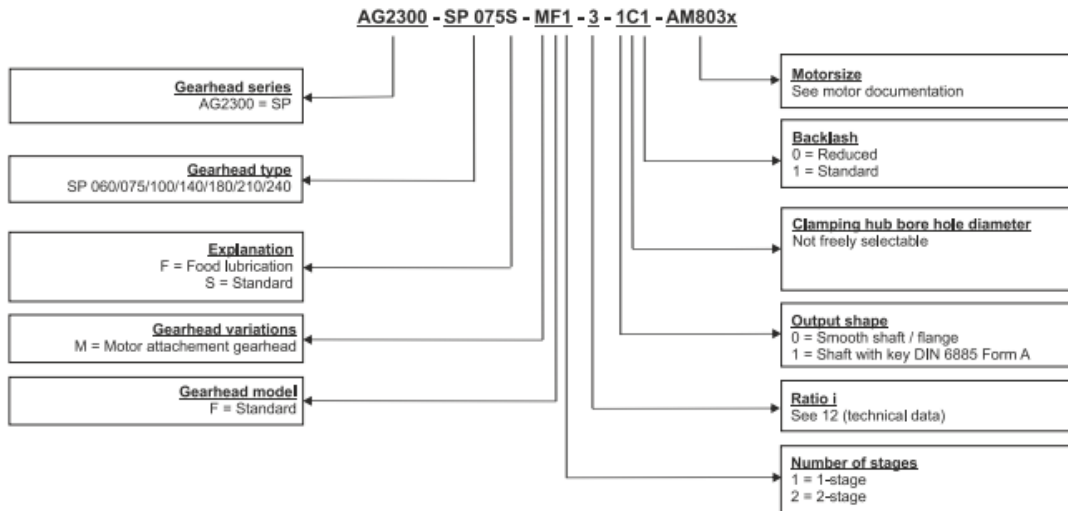 AG2300 - SP 075S - MF1 - 3 - 1C1 - AM803x
Gearhead series
AG2300 = SP
Gearhead type
SP 060/075/100/140/180/210/240
Explanation
F = Food lubrication
S = Standard
Gearhead variations
M = Motor attachement gearhead
Gearhead model
F = Standard
Motorsize
See motor documentation
Backlash
0 = Reduced
1 = Standard
Clamping hub bore hole diameter
Not freely selectable
Output shape
0 = Smooth shaft / flange
1 = Shaft with key DIN 6885 Form A
Ratio i
See 12 (technical data)
Number of stages
1 = 1-stage
2 = 2-stage